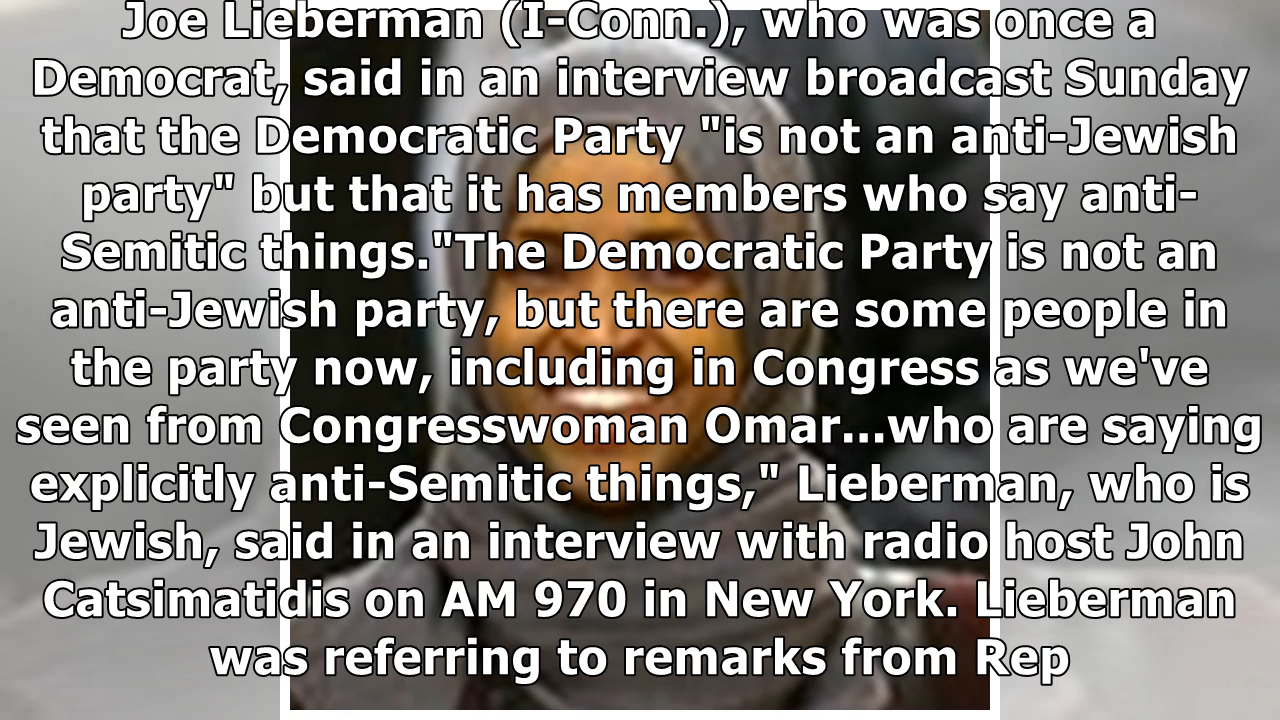 Joe Lieberman (I-Conn.), who was once a
Democrat, said in an interview broadcast Sunday
that the Democratic Party "is not an anti-Jewish
party" but that it has members who say anti-
Semitic things."The Democratic Party is not an
anti-Jewish party, but there are some people in
the party now, including in Congress as we've
seen from Congresswoman Omar...who are saying
explicitly anti-Semitic things," Lieberman, who is
Jewish, said in an interview with radio host John
Catsimatidis on AM 970 in New York. Lieberman
was referring to remarks from Rep